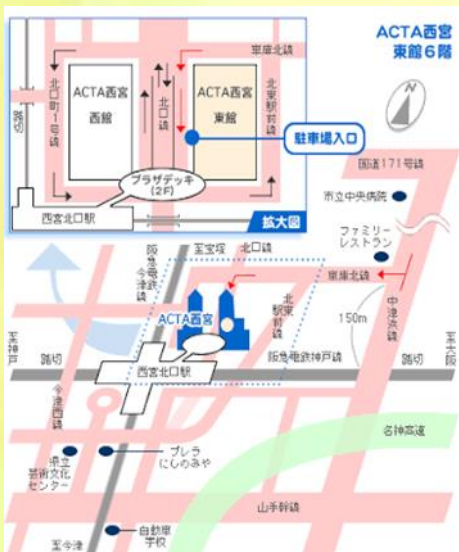 ACTA西宮
東館6階
車庫北線
北口町1号線
ACTA西宮
西館
北口線
ACTA西宮
東館
北東駅前線
踏切
駐車場入口
プラザデッキ
(2F)
西宮北口駅
拡大図
国道171号線
市立中央病院
ファミリー
レストラン
阪急電鉄
今津線
至宝塚
北口線
車庫北線
ACTA西宮
北東駅前線
中津浜線
150m
至神戸
踏切
西宮北口駅
阪急電鉄神戸線
踏切
至大阪
今津西線
名神高速
県立
芸術文化
センター
プレラ
にしのみや
山手幹線
自動車
学校
至今津